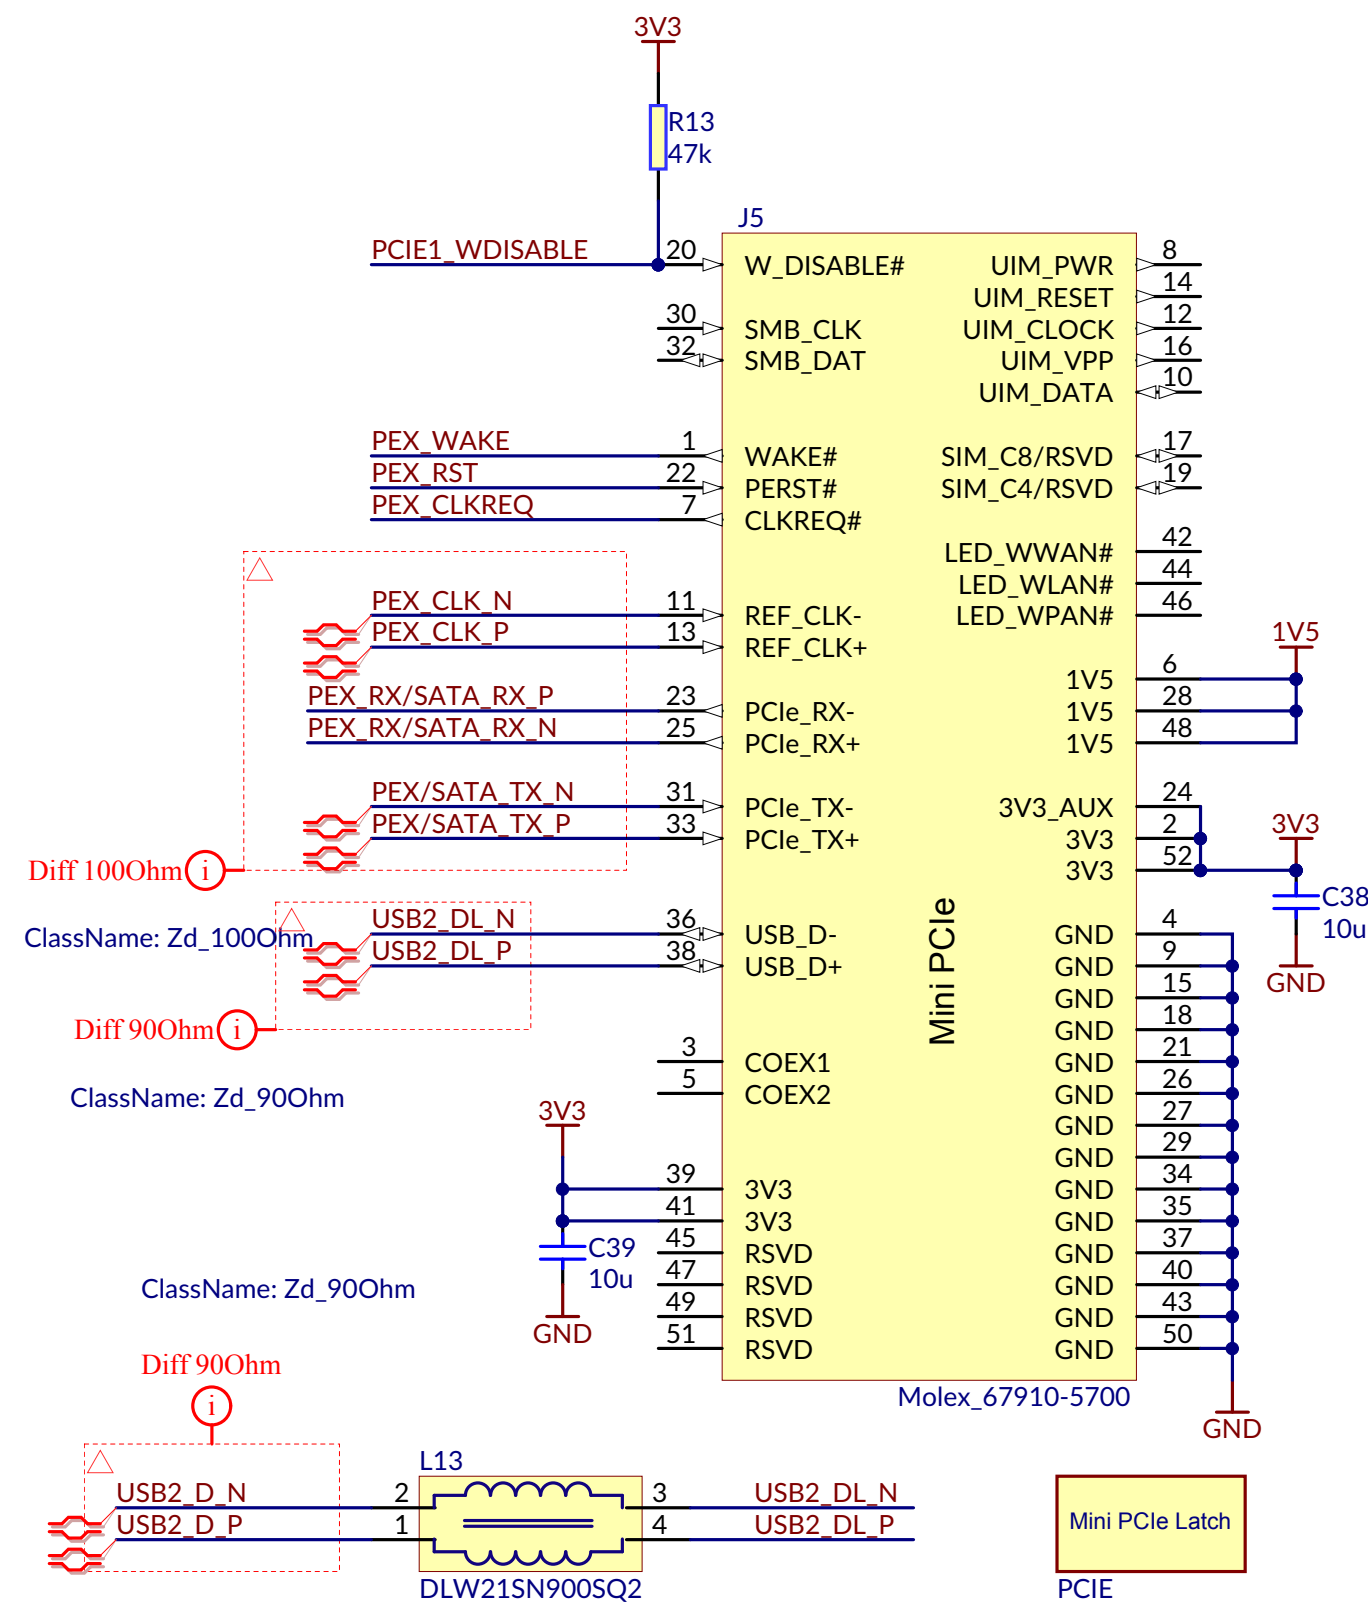 3V3
R13
47k
J5
PCIE1_WDISABLE 20 W_DISABLE# UIM_PWR 8
UIM_RESET 14
30 SMB_CLK UIM_CLOCK 12
32 SMB_DAT UIM_VPP 16
UIM_DATA 10
PEX_WAKE 1 WAKE# SIM_C8/RSVD 17
PEX_RST 22 PERST# SIM_C4/RSVD 19
PEX_CLKREQ 7 CLKREQ#
LED_WWAN# 42
LED_WLAN# 44
PEX_CLK_N 11 REF_CLK- LED_WPAN# 46
PEX_CLK_P 13 REF_CLK+
1V5
1V5 6
PEX_RX/SATA_RX_P 23 PCIe_RX- 1V5 28
PEX_RX/SATA_RX_N 25 PCIe_RX+ 1V5 48
PEX/SATA_TX_N 31 PCIe_TX- 3V3_AUX 24
PEX/SATA_TX_P 33 PCIe_TX+ 3V3 2
3V3
3V3 52
Diff 100Ohm i
C38
10u
GND
ClassName: Zd_100Ohm
USB2_DL_N 36 USB_D- GND 4
USB2_DL_P 38 USB_D+ GND 9
Mini PCIe
GND 15
Diff 90Ohm i
GND 18
3 COEX1 GND 21
5 COEX2 GND 26
ClassName: Zd_90Ohm
3V3
GND 27
GND 29
39 3V3 GND 34
41 3V3 GND 35
45 RSVD GND 37
C39
10u
GND
47 RSVD GND 40
49 RSVD GND 43
51 RSVD GND 50
ClassName: Zd_90Ohm
Diff 90Ohm
i
Molex_67910-5700
GND
L13
USB2_D_N 2 3 USB2_DL_N
USB2_D_P 1 4 USB2_DL_P
DLW21SN900SQ2
Mini PCIe Latch
PCIE